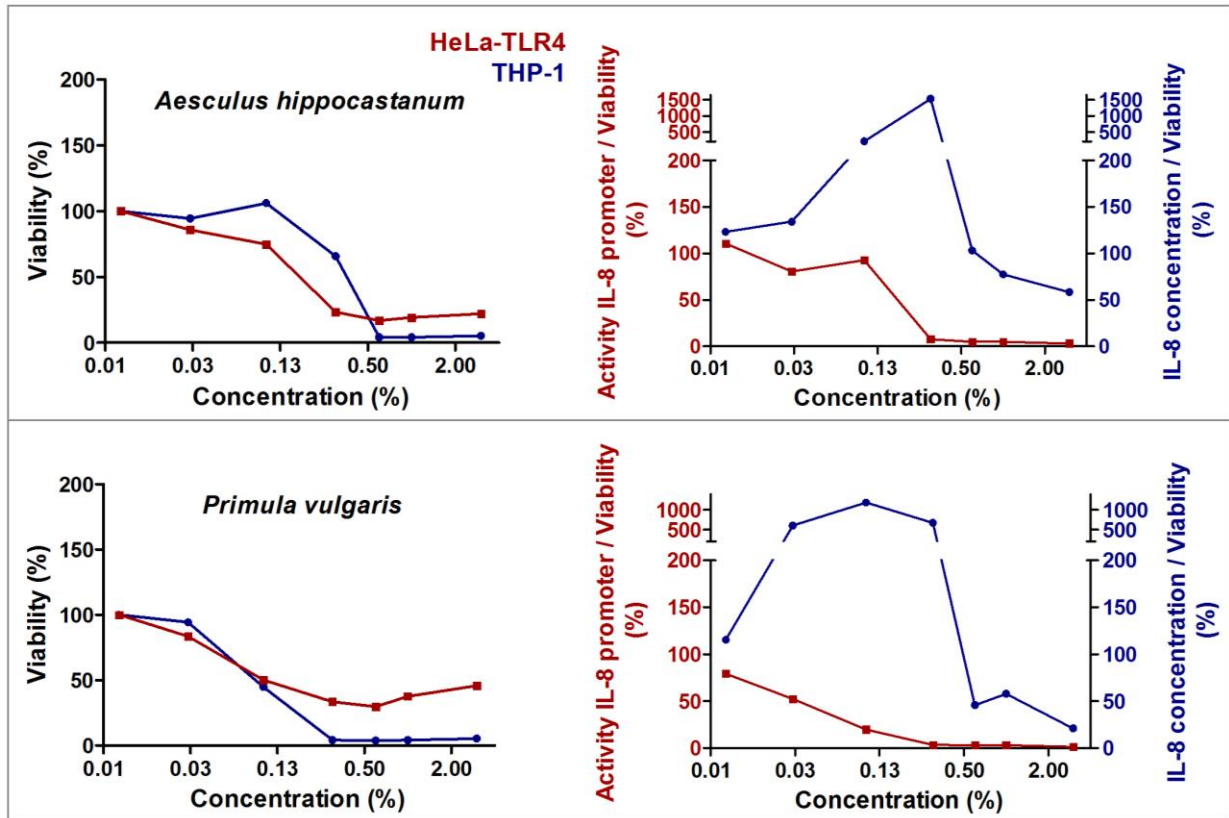 HeLa-TLR4
THP-1
Aesculus hippocastanum
Viability (%)
200
150
100
50
0
0.01 0.03 0.13 0.50 2.00
Concentration (%)
Activity IL-8 promoter / Viability
(%)
1500
1000
500
200
150
100
50
0
0.01 0.03 0.13 0.50 2.00
Concentration (%)
1500
1000
500
200
150
100
50
0
IL-8 concentration / Viability
(%)
Primula vulgaris
Viability (%)
200
150
100
50
0
0.01 0.03 0.13 0.50 2.00
Concentration (%)
Activity IL-8 promoter / Viability
(%)
1000
500
200
150
100
50
0
0.01 0.03 0.13 0.50 2.00
Concentration (%)
1000
500
200
150
100
50
0
IL-8 concentration / Viability
(%)